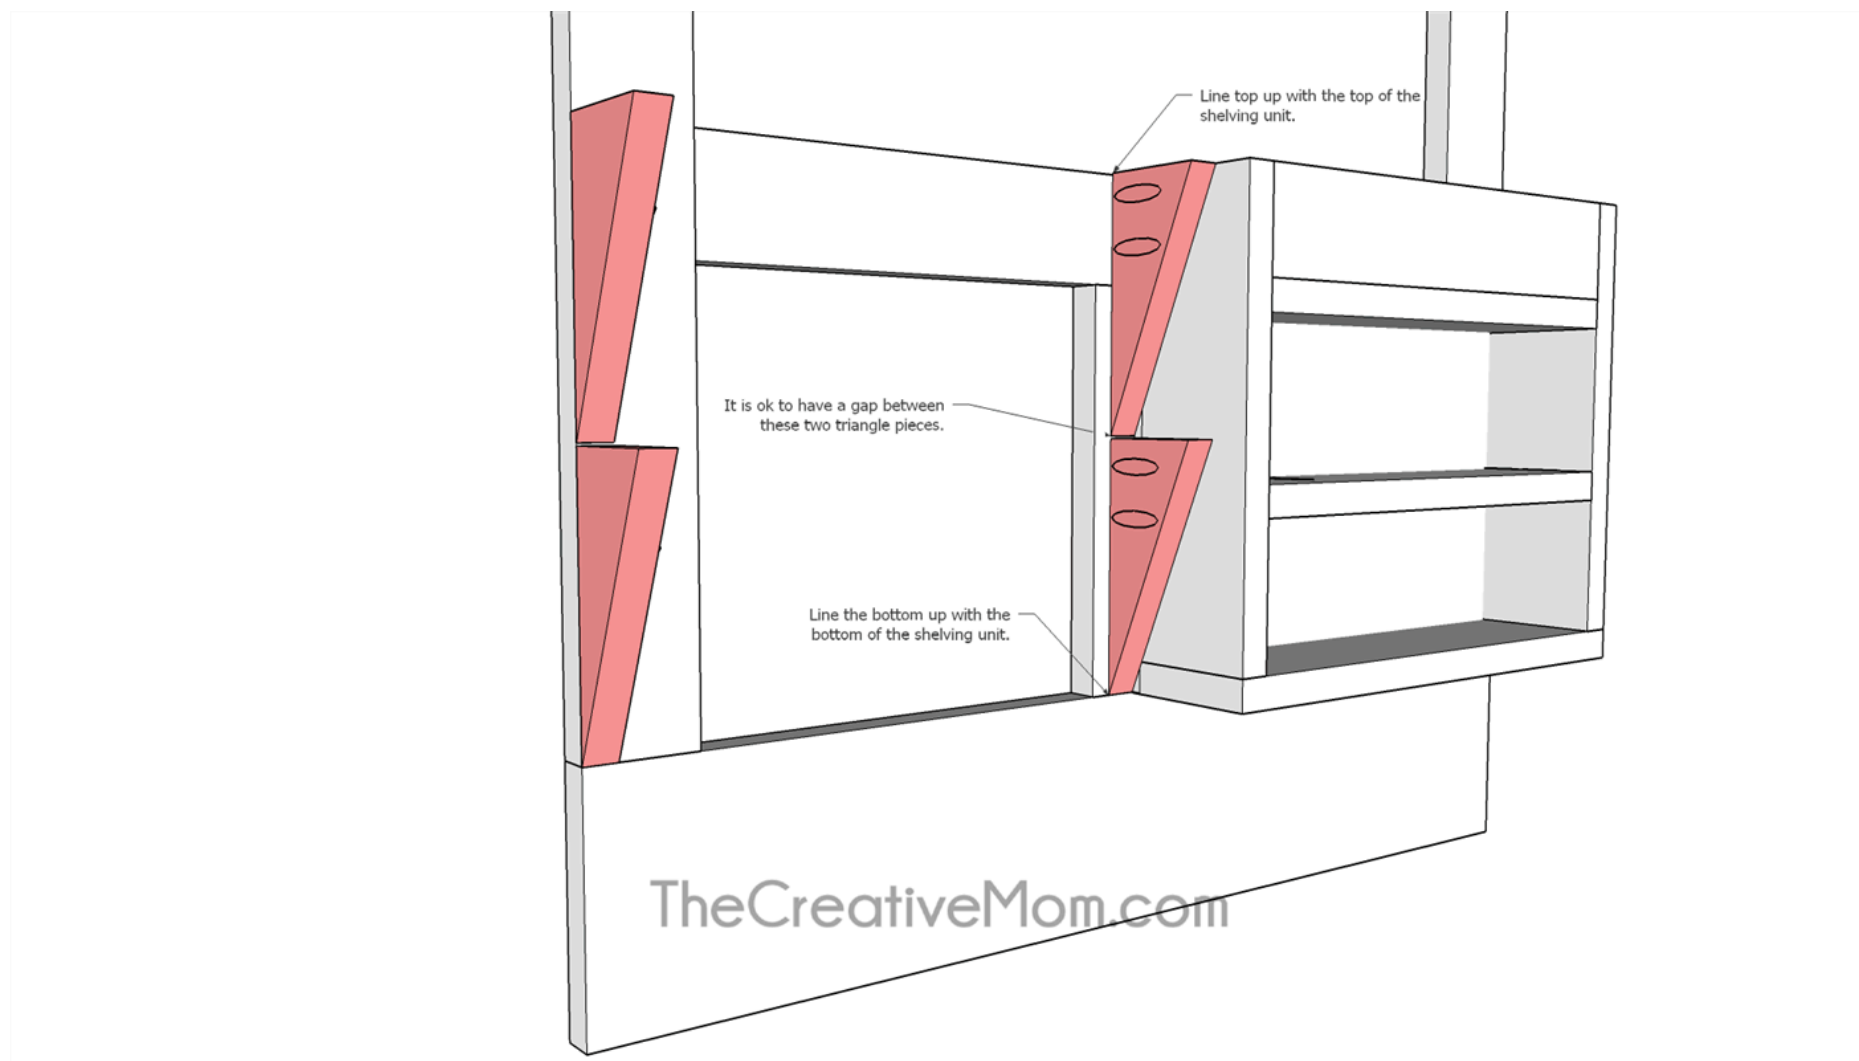 Line top up with the top of the
shelving unit.
It is ok to have a gap between
these two triangle pieces.
Line the bottom up with the
bottom of the shelving unit.
TheCreativeMom.com